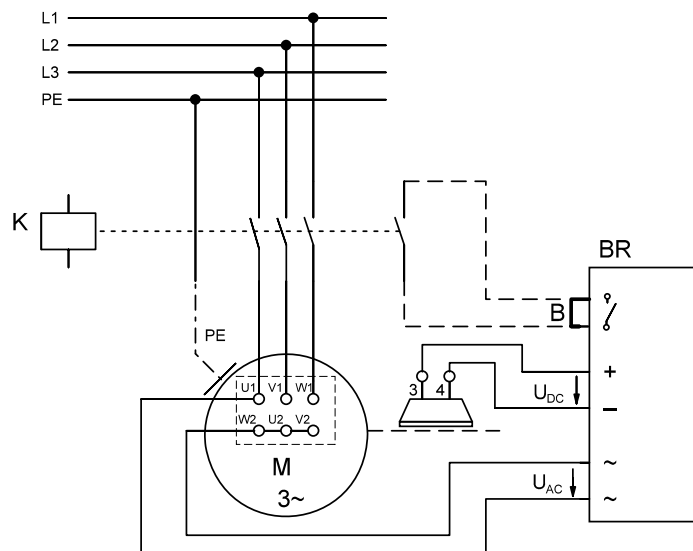 L1
L2
L3
PE
K
BR
B
PE
U1 V1 W1
W2 U2 V2
M
3~
3 4
+
UDC
−
~
UAC
~